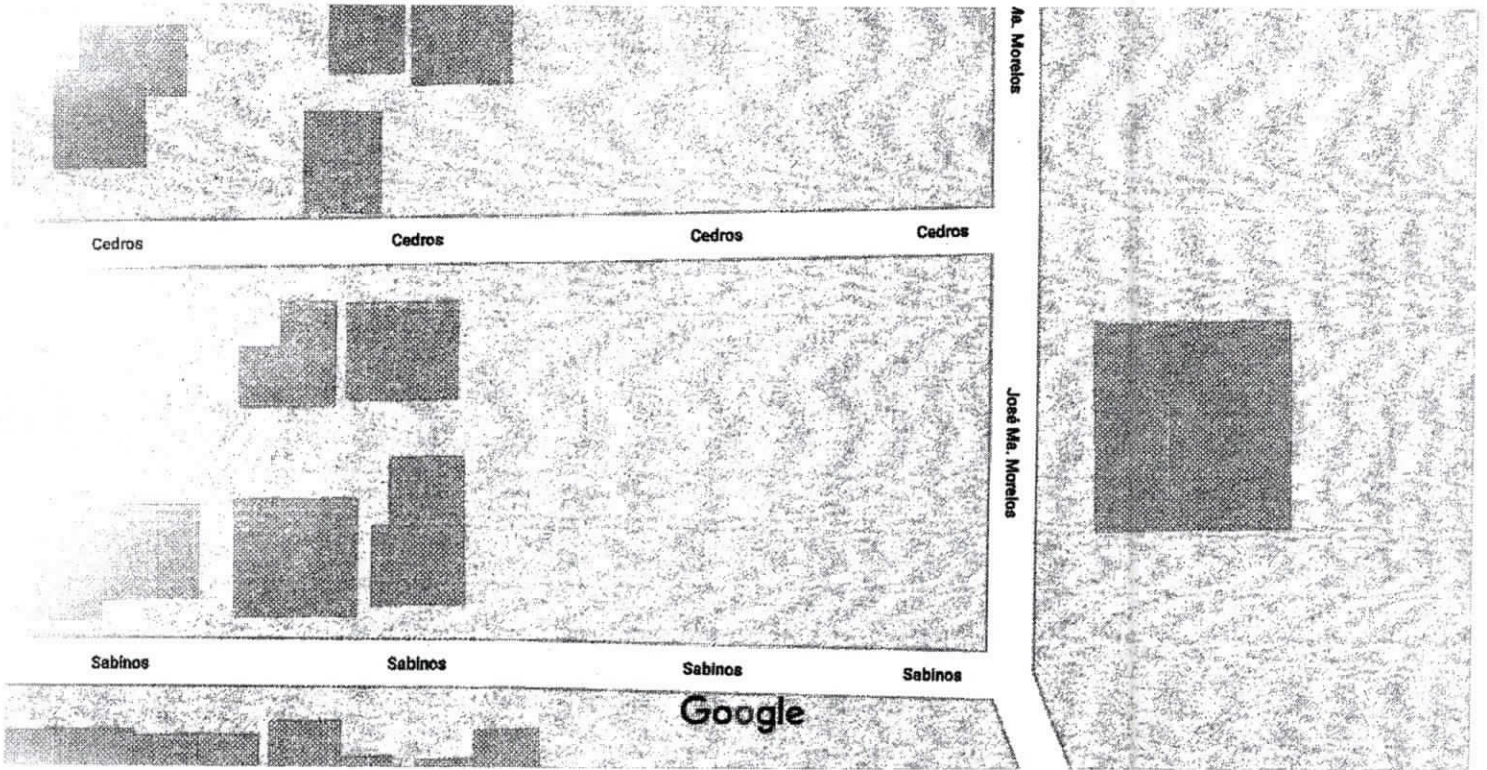 Ma. Morelos
Cedros
Cedros
Cedros
Cedros
José Ma. Morelos
Sabinos
Sabinos
Sabinos
Sabinos
Google